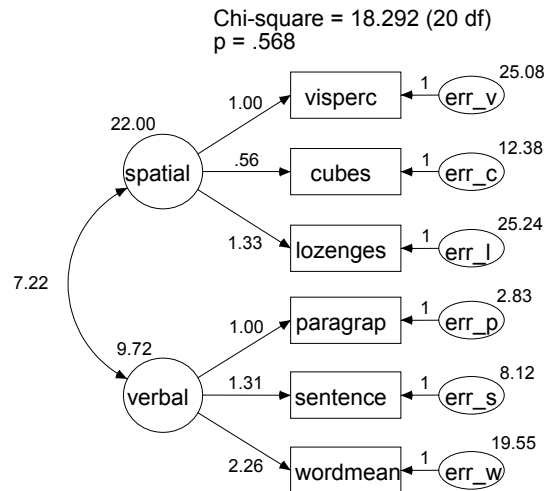 Chi-square = 18.292 (20 df)
p = .568
25.08
1
visperc
err_v
22.00
1.00
12.38
spatial
.56
cubes
1
err_c
25.24
1
1.33
lozenges
err_l
7.22
2.83
1
1.00
paragrap
err_p
9.72
8.12
verbal
1.31
sentence
1
err_s
19.55
2.26
1
wordmean
err_w